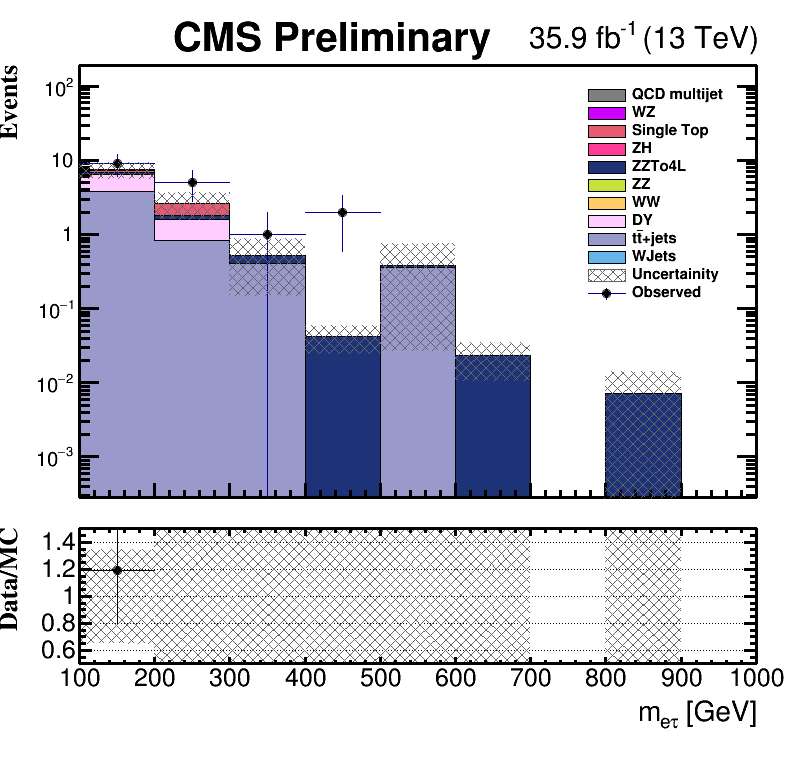 CMS Preliminary 35.9 fb⁻¹ (13 TeV)
Events
10²
10
1
10⁻¹
10⁻²
10⁻³
QCD multijet
WZ
Single Top
ZH
ZZTo4L
ZZ
WW
DY
tt̄+jets
WJets
Uncertainity
Observed
Data/MC
1.4
1.2
1
0.8
0.6
100 200 300 400 500 600 700 800 900 1000
m_eτ [GeV]